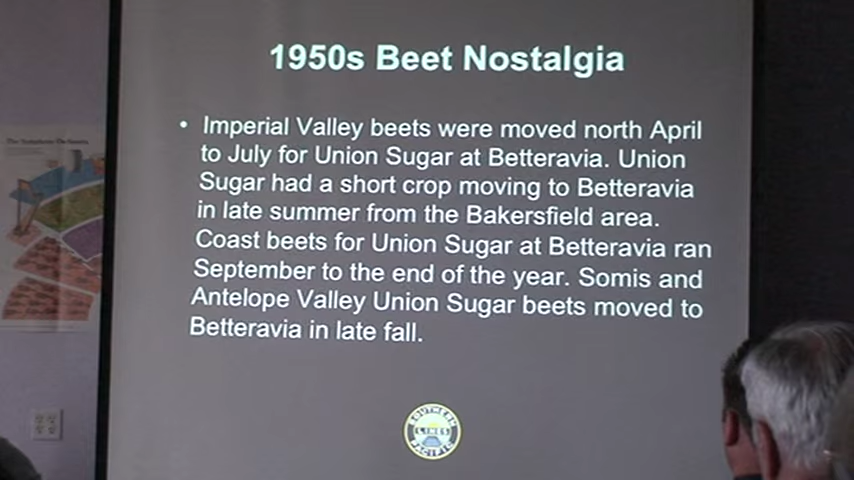 1950s Beet Nostalgia
• Imperial Valley beets were moved north April
to July for Union Sugar at Betteravia. Union
Sugar had a short crop moving to Betteravia
in late summer from the Bakersfield area.
Coast beets for Union Sugar at Betteravia ran
September to the end of the year. Somis and
Antelope Valley Union Sugar beets moved to
Betteravia in late fall.
SOUTHERN
LINES
PACIFIC